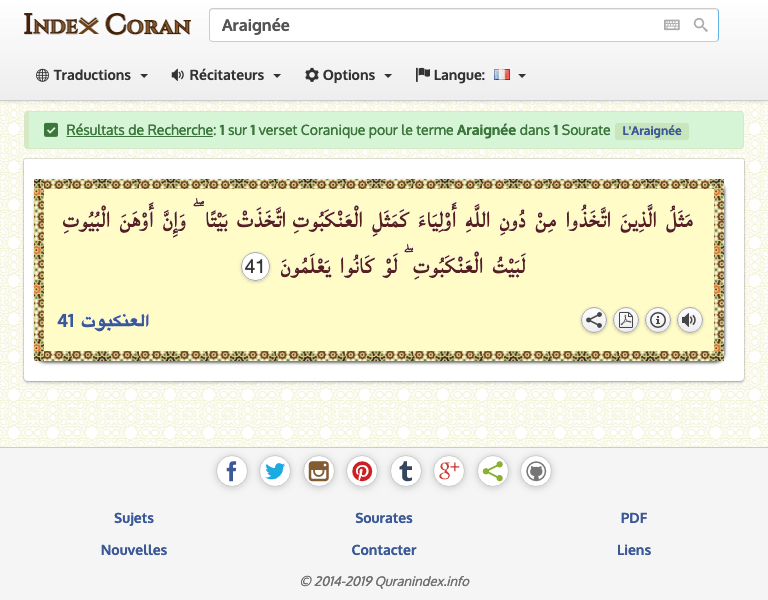 Index Coran
Araignée
Traductions Récitateurs Options Langue:
Résultats de Recherche: 1 sur 1 verset Coranique pour le terme Araignée dans 1 Sourate L'Araignée
مَثَلُ الَّذِينَ اتَّخَذُوا مِنْ دُونِ اللَّهِ أَوْلِيَاءَ كَمَثَلِ الْعَنْكَبُوتِ اتَّخَذَتْ بَيْتًا ۖ وَإِنَّ أَوْهَنَ الْبُيُوتِ
لَبَيْتُ الْعَنْكَبُوتِ ۖ لَوْ كَانُوا يَعْلَمُونَ 41
العنكبوت 41
Sujets Sourates PDF
Nouvelles Contacter Liens
© 2014-2019 Quranindex.info